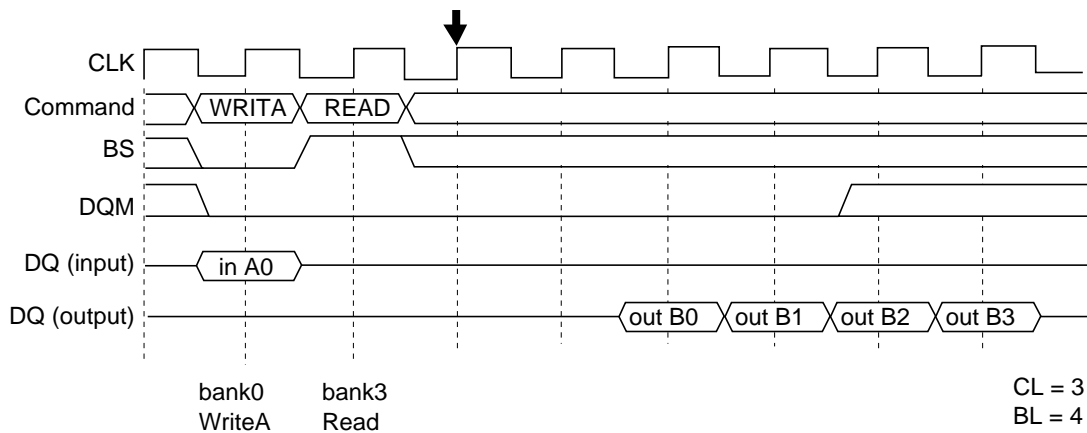 CLK
Command WRITA READ
BS
DQM
DQ (input) in A0
DQ (output) out B0 out B1 out B2 out B3
bank0 bank3 CL = 3
WriteA Read BL = 4